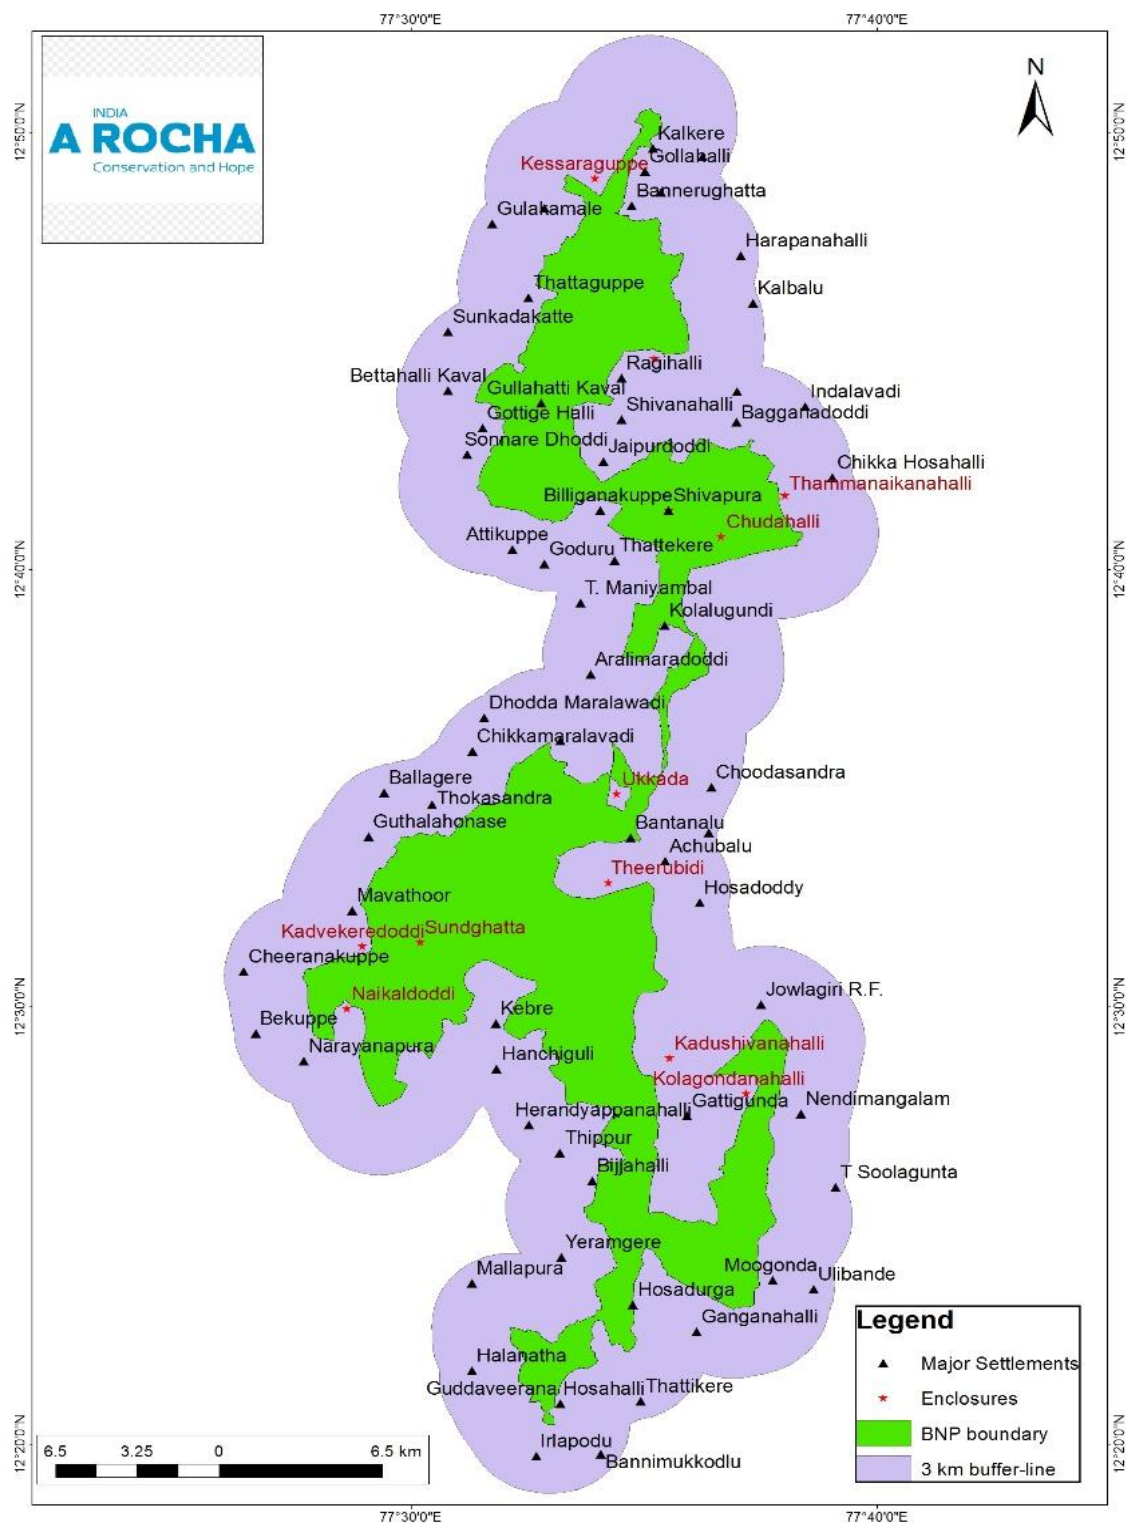 77°30'0"E
77°40'0"E
INDIA
A ROCHA
Conservation and Hope
N
12°50'0"N
12°50'0"N
Kalkere
Kessaraguppe
Gollahalli
Bannerughatta
Gulakamale
Harapanahalli
Thattaguppe
Kalbalu
Sunkadakatte
Ragihalli
Bettahalli Kaval
Gullahatti Kaval
Indalavadi
Gottige Halli
Shivanahalli
Bagganadoddi
Sonnare Dhoddi
Jaipurdoddi
Chikka Hosahalli
Thammanaikanahalli
Billiganakuppe
Shivapura
Chudahalli
Attikuppe
Goduru
Thattekere
12°40'0"N
12°40'0"N
T. Maniyambal
Kolalugundi
Aralimaradoddi
Dhodda Maralawadi
Chikkamaralavadi
Ballagere
Ukkada
Choodasandra
Thokasandra
Guthalahonase
Bantanalu
Achubalu
Theerubidi
Hosadoddy
Mavathoor
Kadvekeredoddi
Sundghatta
Cheeranakuppe
Naikaldoddi
Jowlagiri R.F.
12°30'0"N
12°30'0"N
Bekuppe
Kebre
Narayanapura
Kadushivanahalli
Hanchiguli
Kolagondanahalli
Herandyappanahalli
Gattigunda
Nendimangalam
Thippur
Bijjahalli
T Soolagunta
Yeramgere
Mallapura
Moogonda
Ulibande
Hosadurga
Ganganahalli
Halanatha
Guddaveerana Hosahalli
Thattikere
Irlapodu
Bannimukkodlu
Legend
Major Settlements
Enclosures
BNP boundary
3 km buffer-line
6.5 3.25 0 6.5 km
12°20'0"N
12°20'0"N
77°30'0"E
77°40'0"E